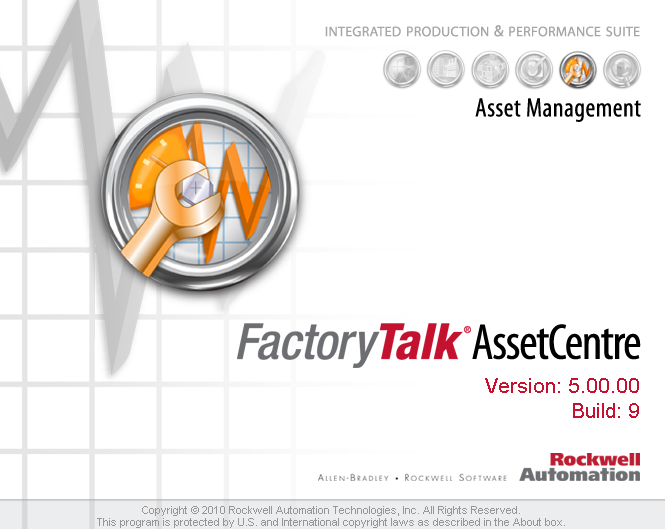 INTEGRATED PRODUCTION & PERFORMANCE SUITE
Asset Management
FactoryTalk® AssetCentre
Version: 5.00.00
Build: 9
ALLEN-BRADLEY • ROCKWELL SOFTWARE
Rockwell
Automation
Copyright © 2010 Rockwell Automation Technologies, Inc. All Rights Reserved.
This program is protected by U.S. and International copyright laws as described in the About box.